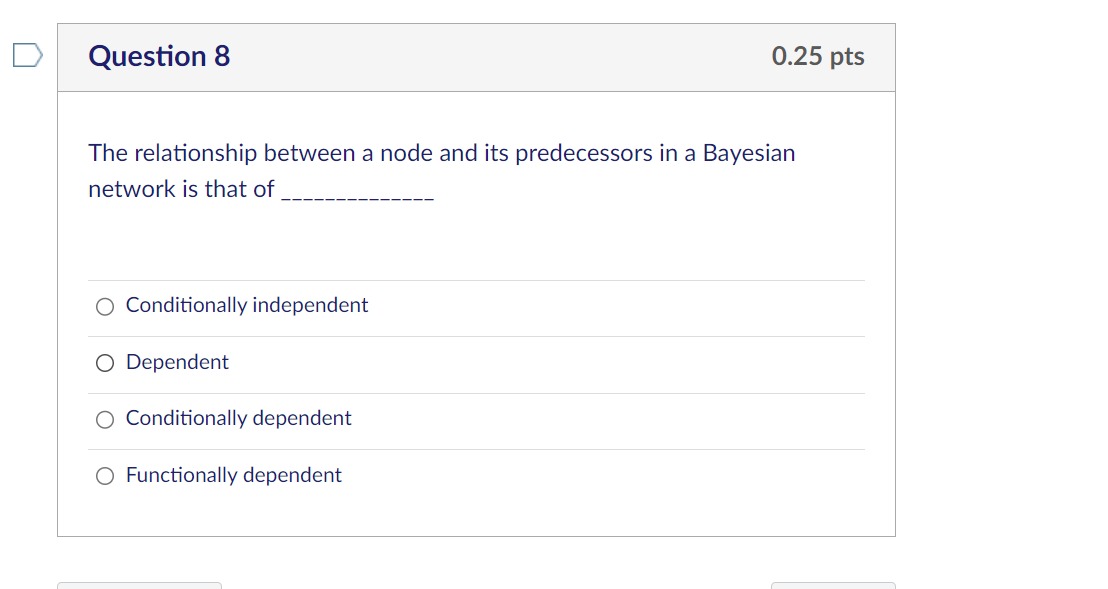 Question 8
0.25 pts
The relationship between a node and its predecessors in a Bayesian
network is that of ______________
Conditionally independent
Dependent
Conditionally dependent
Functionally dependent